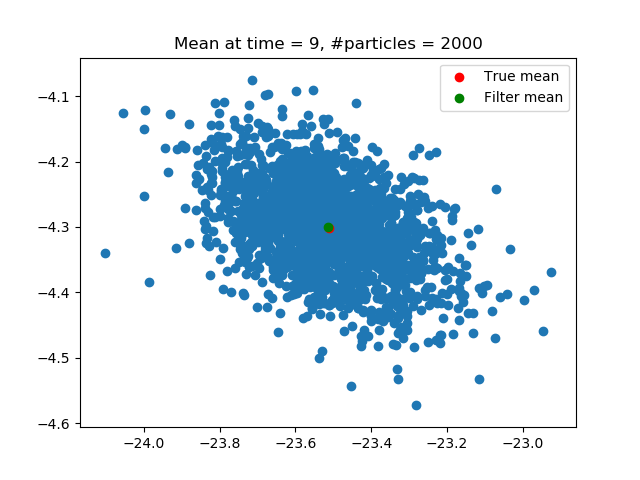 Mean at time = 9, #particles = 2000
True mean
Filter mean
−4.1
−4.2
−4.3
−4.4
−4.5
−4.6
−24.0 −23.8 −23.6 −23.4 −23.2 −23.0